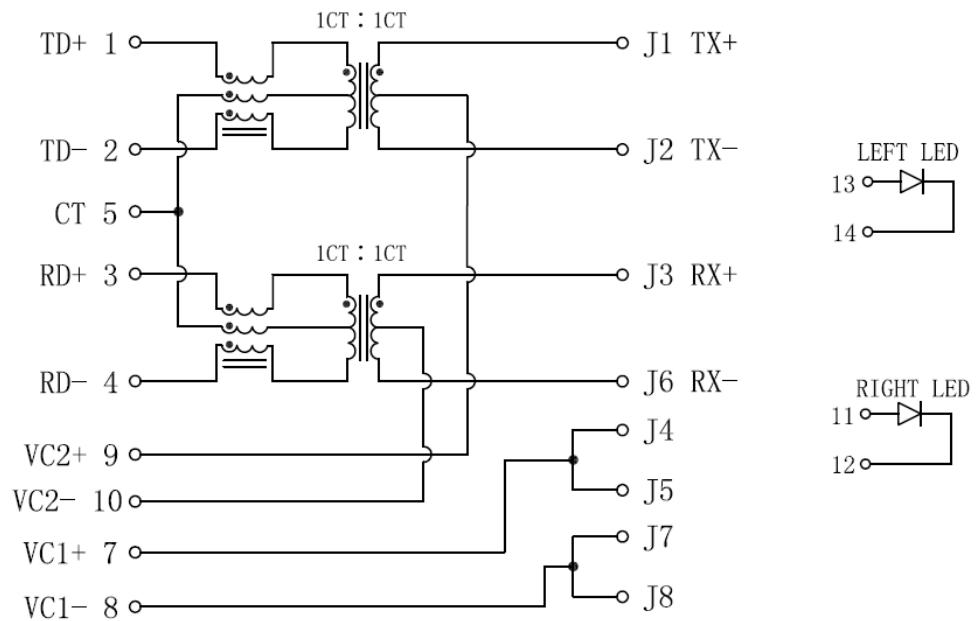 1CT : 1CT
TD+ 1
J1 TX+
TD- 2
J2 TX-
LEFT LED
13
14
CT 5
1CT : 1CT
RD+ 3
J3 RX+
RD- 4
J6 RX-
RIGHT LED
11
12
J4
VC2+ 9
J5
VC2- 10
J7
VC1+ 7
J8
VC1- 8